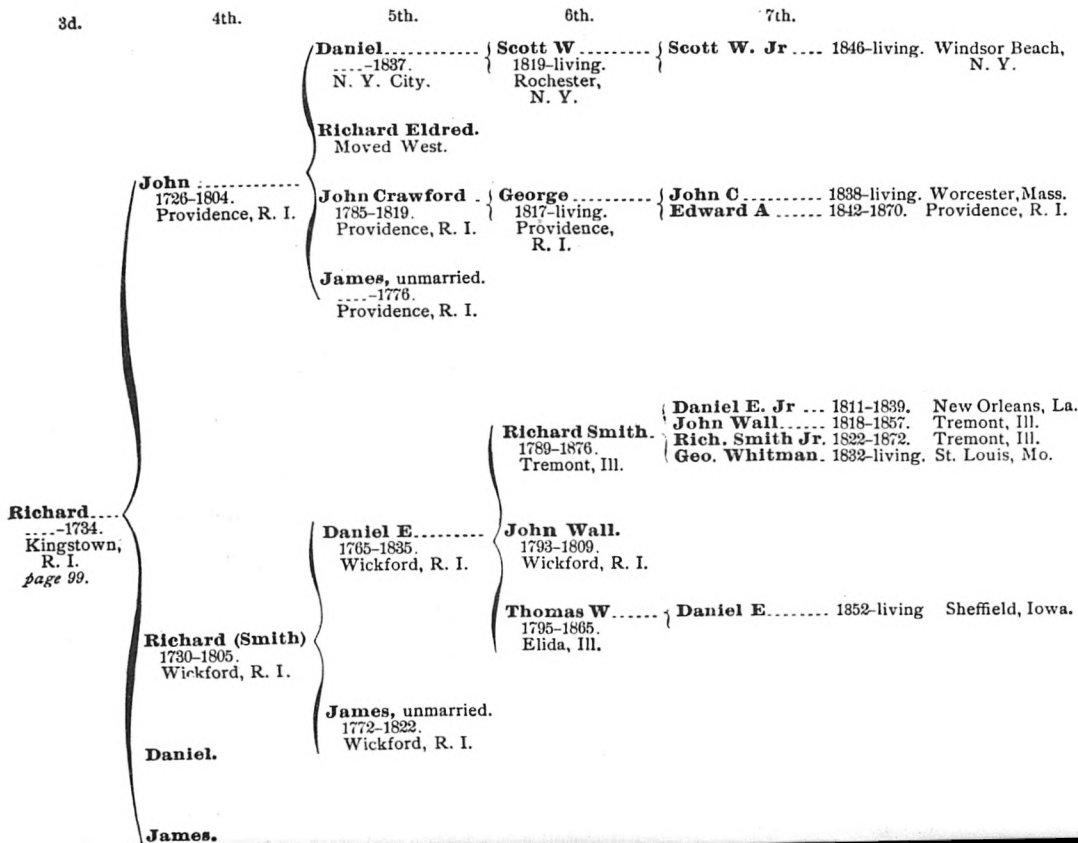 3d. 4th. 5th. 6th. 7th.
Daniel............ Scott W ......... Scott W. Jr .... 1846-living. Windsor Beach,
....-1837. 1819-living. N. Y.
N. Y. City. Rochester,
N. Y.
Richard Eldred.
Moved West.
John ..............
1726-1804.
Providence, R. I.
John Crawford . George........... John C ......... 1838-living. Worcester, Mass.
1785-1819. 1817-living. Edward A ...... 1842-1870. Providence, R. I.
Providence, R. I. Providence,
R. I.
James, unmarried.
....-1776.
Providence, R. I.
Daniel E. Jr ... 1811-1839. New Orleans, La.
Richard Smith. John Wall...... 1818-1857. Tremont, Ill.
1789-1876. Rich. Smith Jr. 1822-1872. Tremont, Ill.
Tremont, Ill. Geo. Whitman. 1832-living. St. Louis, Mo.
Richard....
....-1734.
Kingstown,
R. I.
page 99.
Daniel E......... John Wall.
1765-1835. 1793-1809.
Wickford, R. I. Wickford, R. I.
Thomas W...... Daniel E........ 1852-living Sheffield, Iowa.
1795-1865.
Elida, Ill.
Richard (Smith)
1730-1805.
Wickford, R. I.
James, unmarried.
1772-1822.
Wickford, R. I.
Daniel.
James.